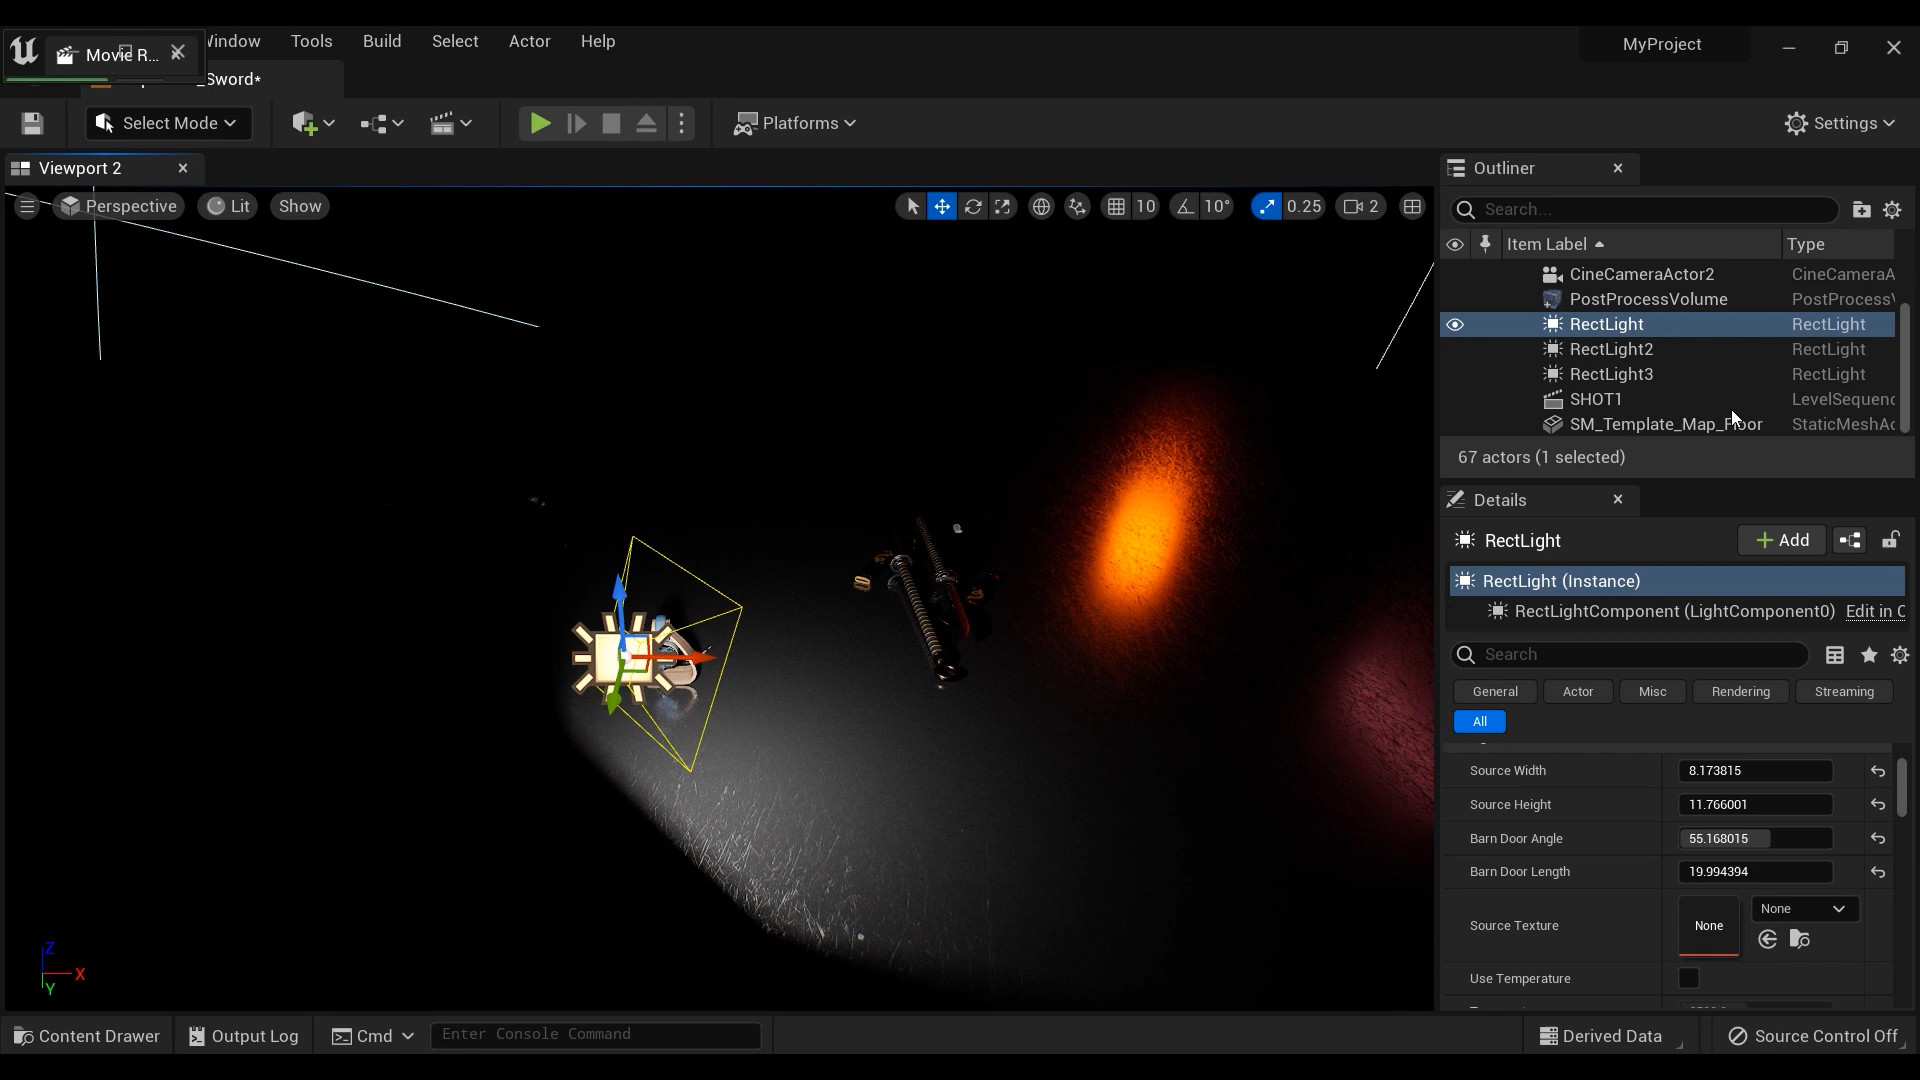 Movie R...
Window Tools Build Select Actor Help
MyProject
_Sword*
Select Mode
Platforms
Settings
Viewport 2
Perspective Lit Show
10 10° 0.25 2
Outliner
Search...
Item Label Type
CineCameraActor2 CineCameraA
PostProcessVolume PostProcessV
RectLight RectLight
RectLight2 RectLight
RectLight3 RectLight
SHOT1 LevelSequenc
SM_Template_Map_Floor StaticMeshAc
67 actors (1 selected)
Details
RectLight
Add
RectLight (Instance)
RectLightComponent (LightComponent0) Edit in C
Search
General Actor Misc Rendering Streaming
All
Source Width 8.173815
Source Height 11.766001
Barn Door Angle 55.168015
Barn Door Length 19.994394
Source Texture None None
Use Temperature
Z
X
Y
Content Drawer Output Log Cmd Enter Console Command
Derived Data Source Control Off